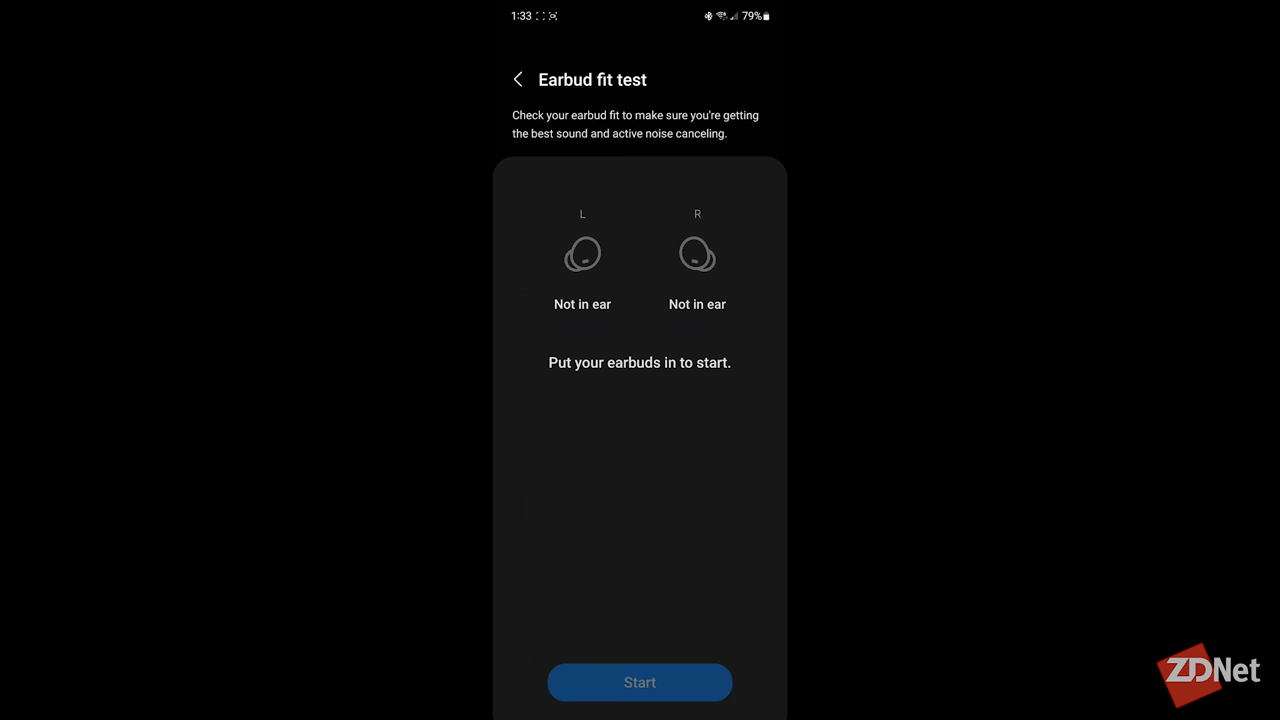 1:33
79%
Earbud fit test
Check your earbud fit to make sure you're getting
the best sound and active noise canceling.
L R
Not in ear Not in ear
Put your earbuds in to start.
Start
ZDNet